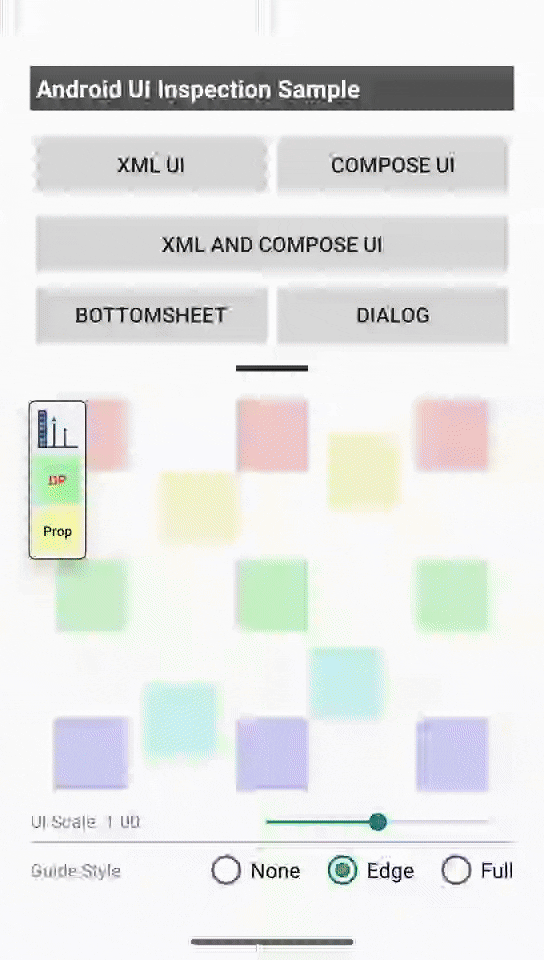 Android Ui Inspection Sample
XML UI
COMPOSE UI
XML AND COMPOSE UI
BOTTOMSHEET
DIALOG
DP
Prop
UI Scale 1.00
Guide Style
None
Edge
Full